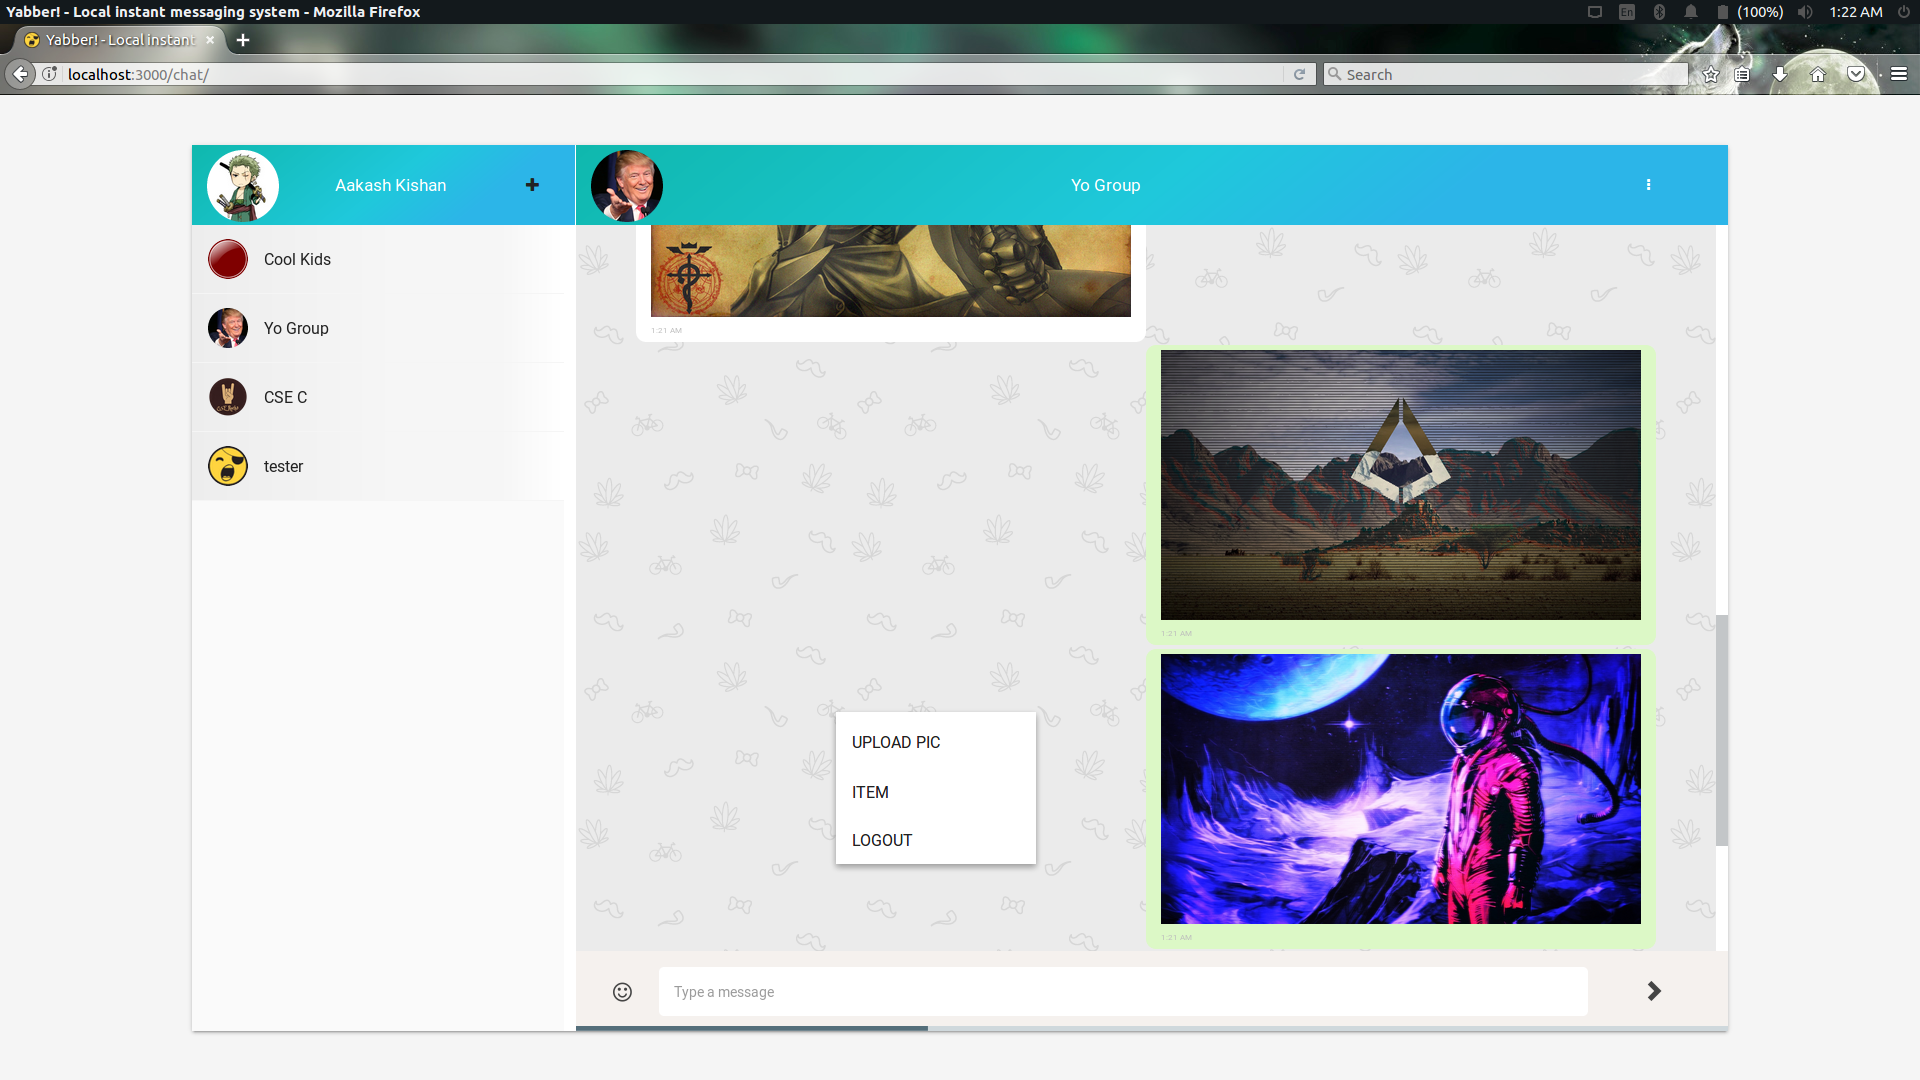 Yabber! - Local instant messaging system - Mozilla Firefox
En
(100%)
1:22 AM
Yabber! - Local instant
localhost:3000/chat/
Search
Aakash Kishan
Yo Group
Cool Kids
Yo Group
CSE C
tester
1:21 AM
1:21 AM
UPLOAD PIC
ITEM
LOGOUT
1:21 AM
Type a message